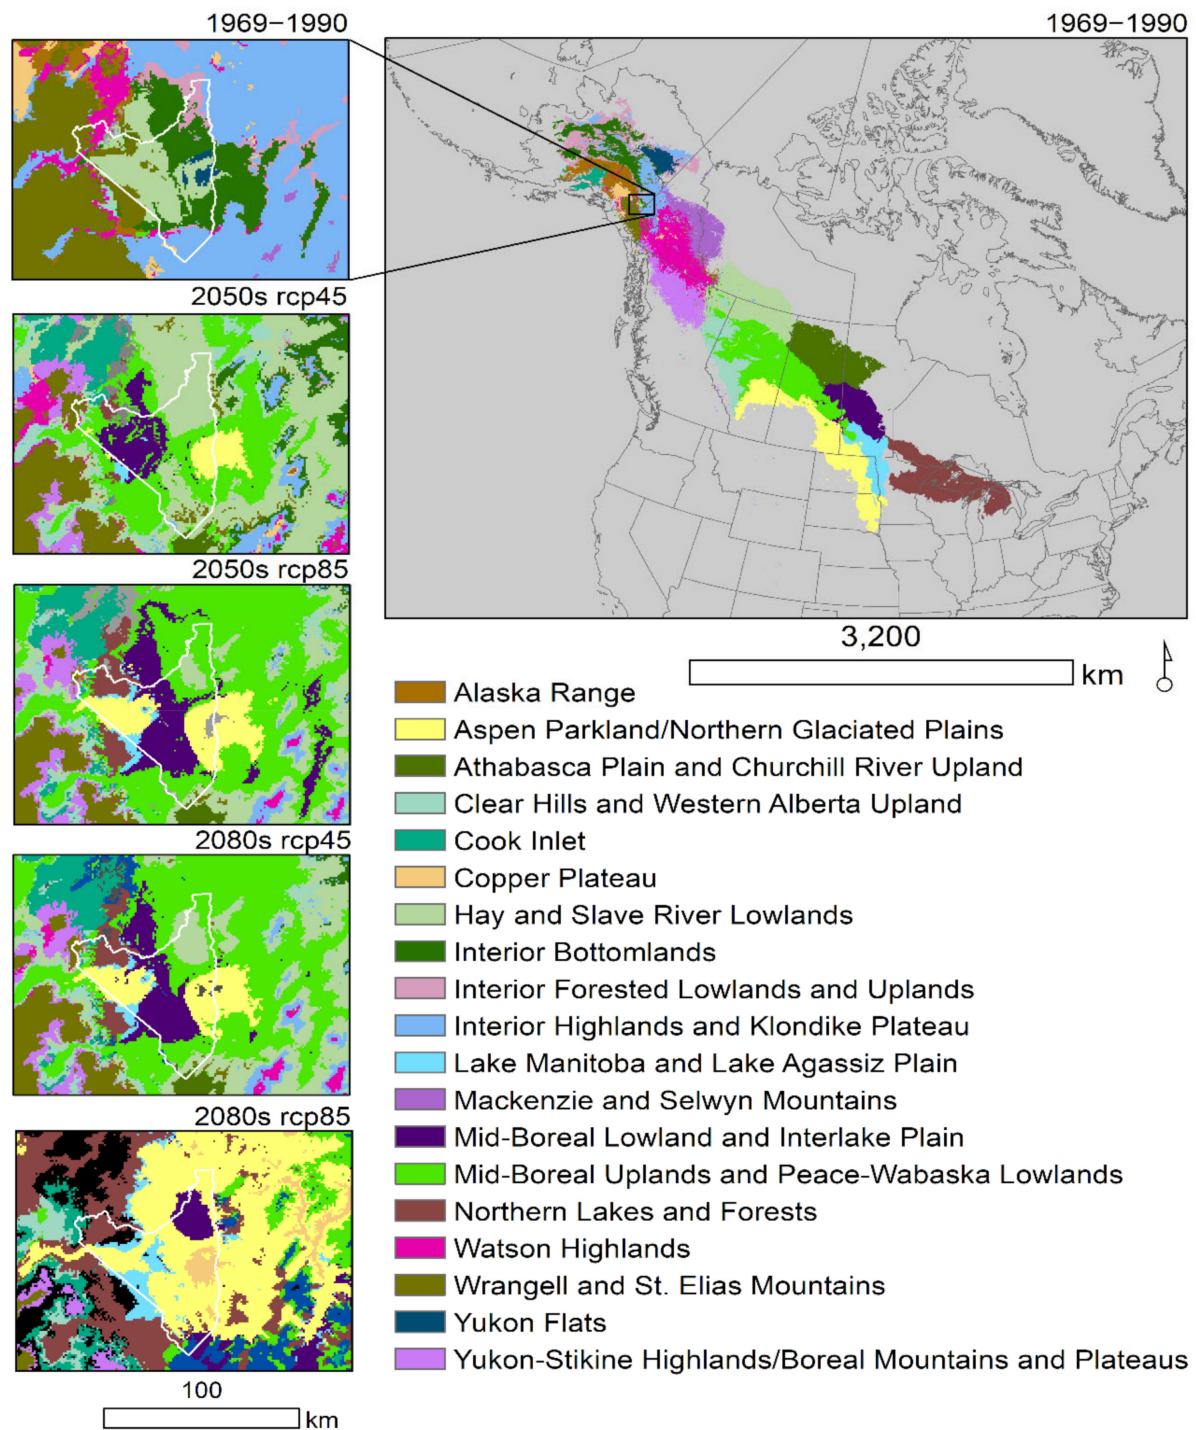 1969−1990
1969−1990
2050s rcp45
2050s rcp85
2080s rcp45
2080s rcp85
100
km
3,200
km
Alaska Range
Aspen Parkland/Northern Glaciated Plains
Athabasca Plain and Churchill River Upland
Clear Hills and Western Alberta Upland
Cook Inlet
Copper Plateau
Hay and Slave River Lowlands
Interior Bottomlands
Interior Forested Lowlands and Uplands
Interior Highlands and Klondike Plateau
Lake Manitoba and Lake Agassiz Plain
Mackenzie and Selwyn Mountains
Mid-Boreal Lowland and Interlake Plain
Mid-Boreal Uplands and Peace-Wabaska Lowlands
Northern Lakes and Forests
Watson Highlands
Wrangell and St. Elias Mountains
Yukon Flats
Yukon-Stikine Highlands/Boreal Mountains and Plateaus